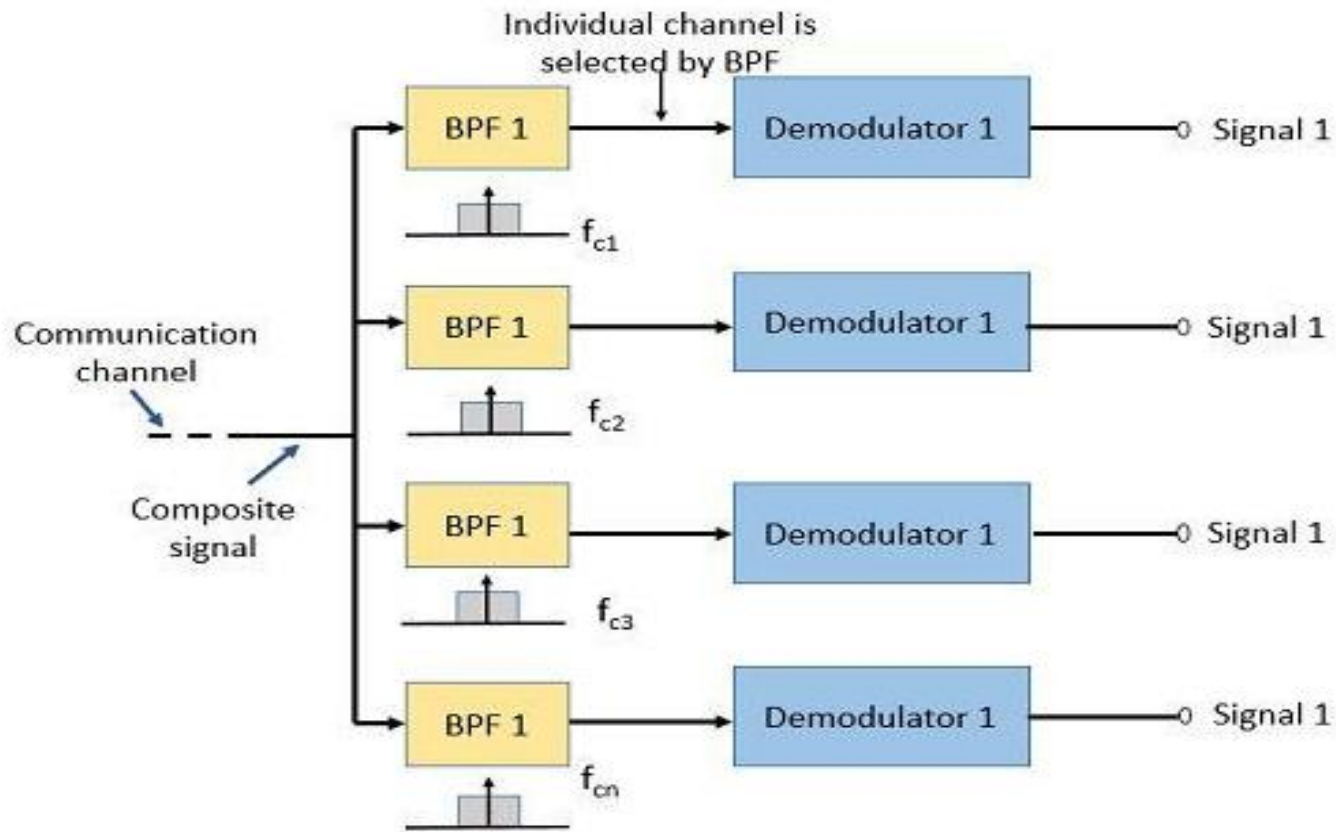 Individual channel is
selected by BPF
BPF 1
Demodulator 1
Signal 1
fc1
BPF 1
Demodulator 1
Signal 1
fc2
Communication
channel
Composite
signal
BPF 1
Demodulator 1
Signal 1
fc3
BPF 1
Demodulator 1
Signal 1
fcn